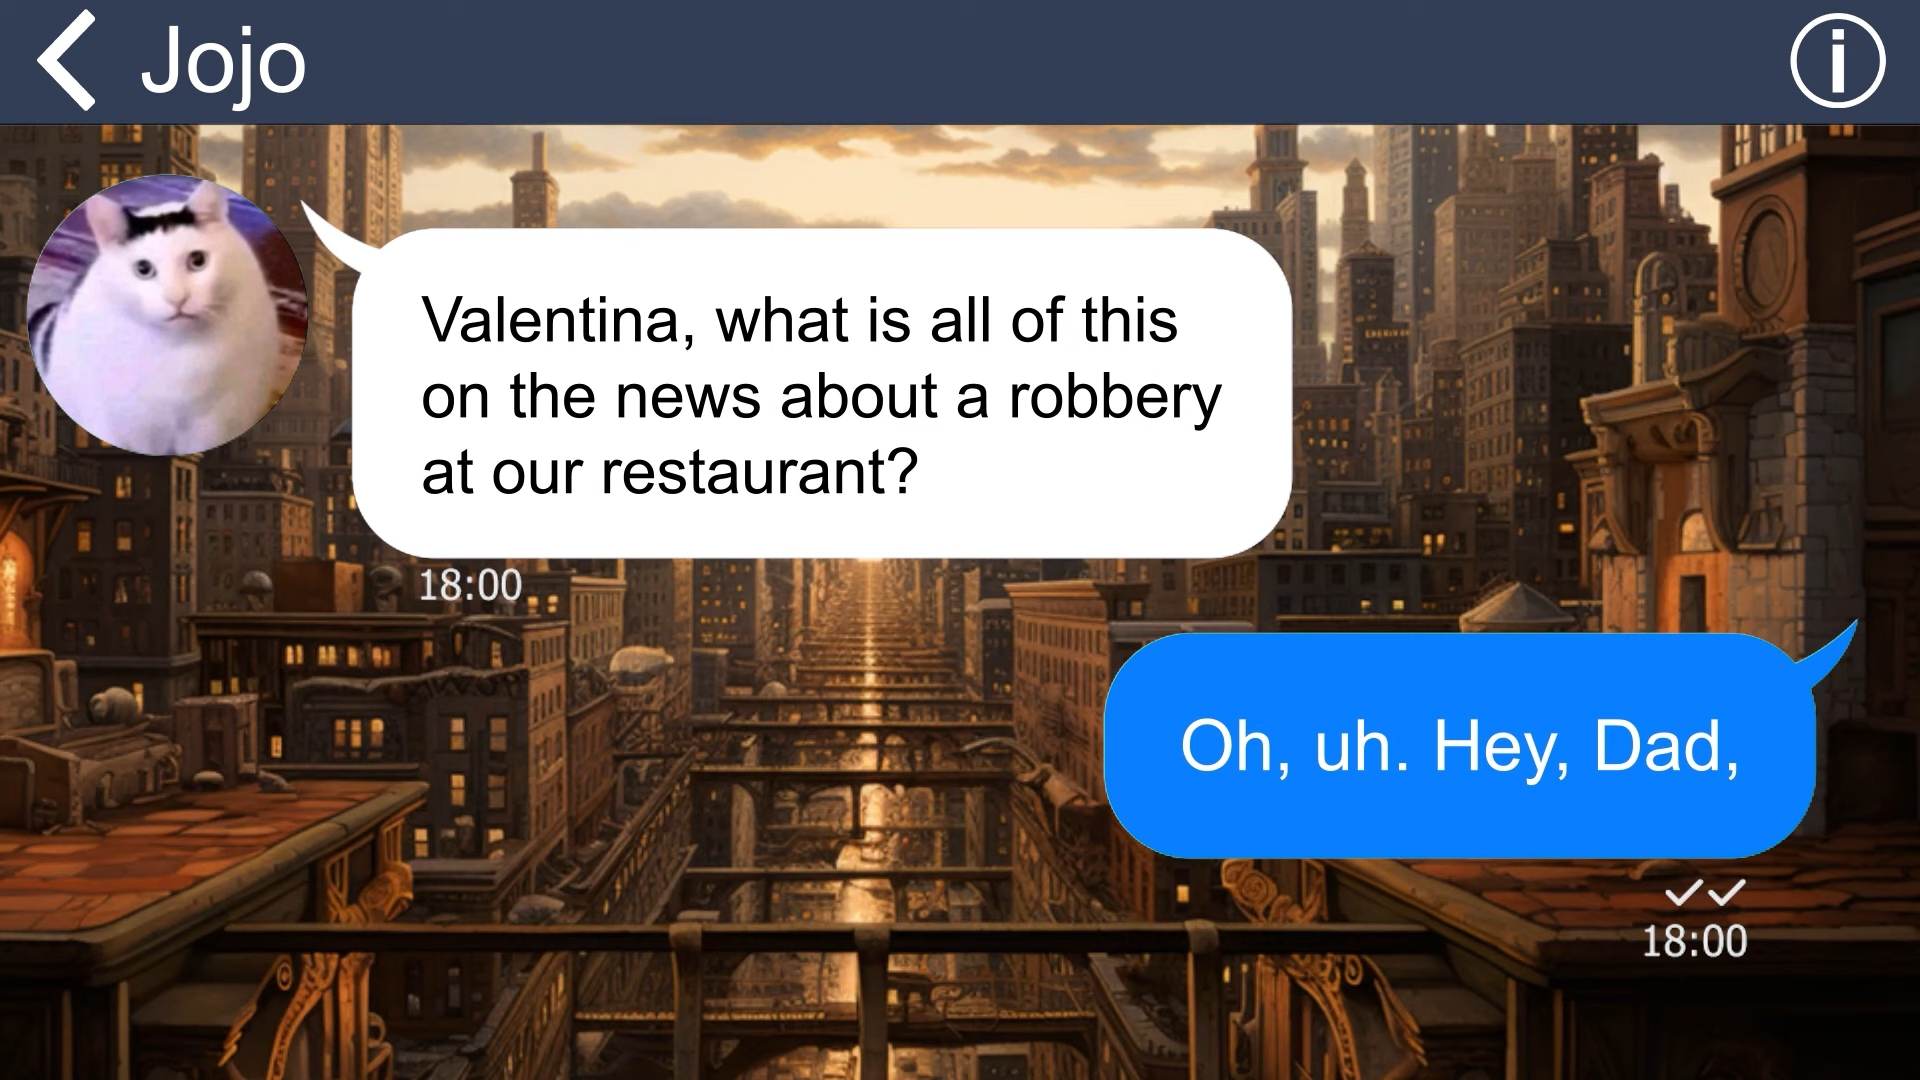 Jojo
Valentina, what is all of this
on the news about a robbery
at our restaurant?
18:00
Oh, uh. Hey, Dad,
18:00